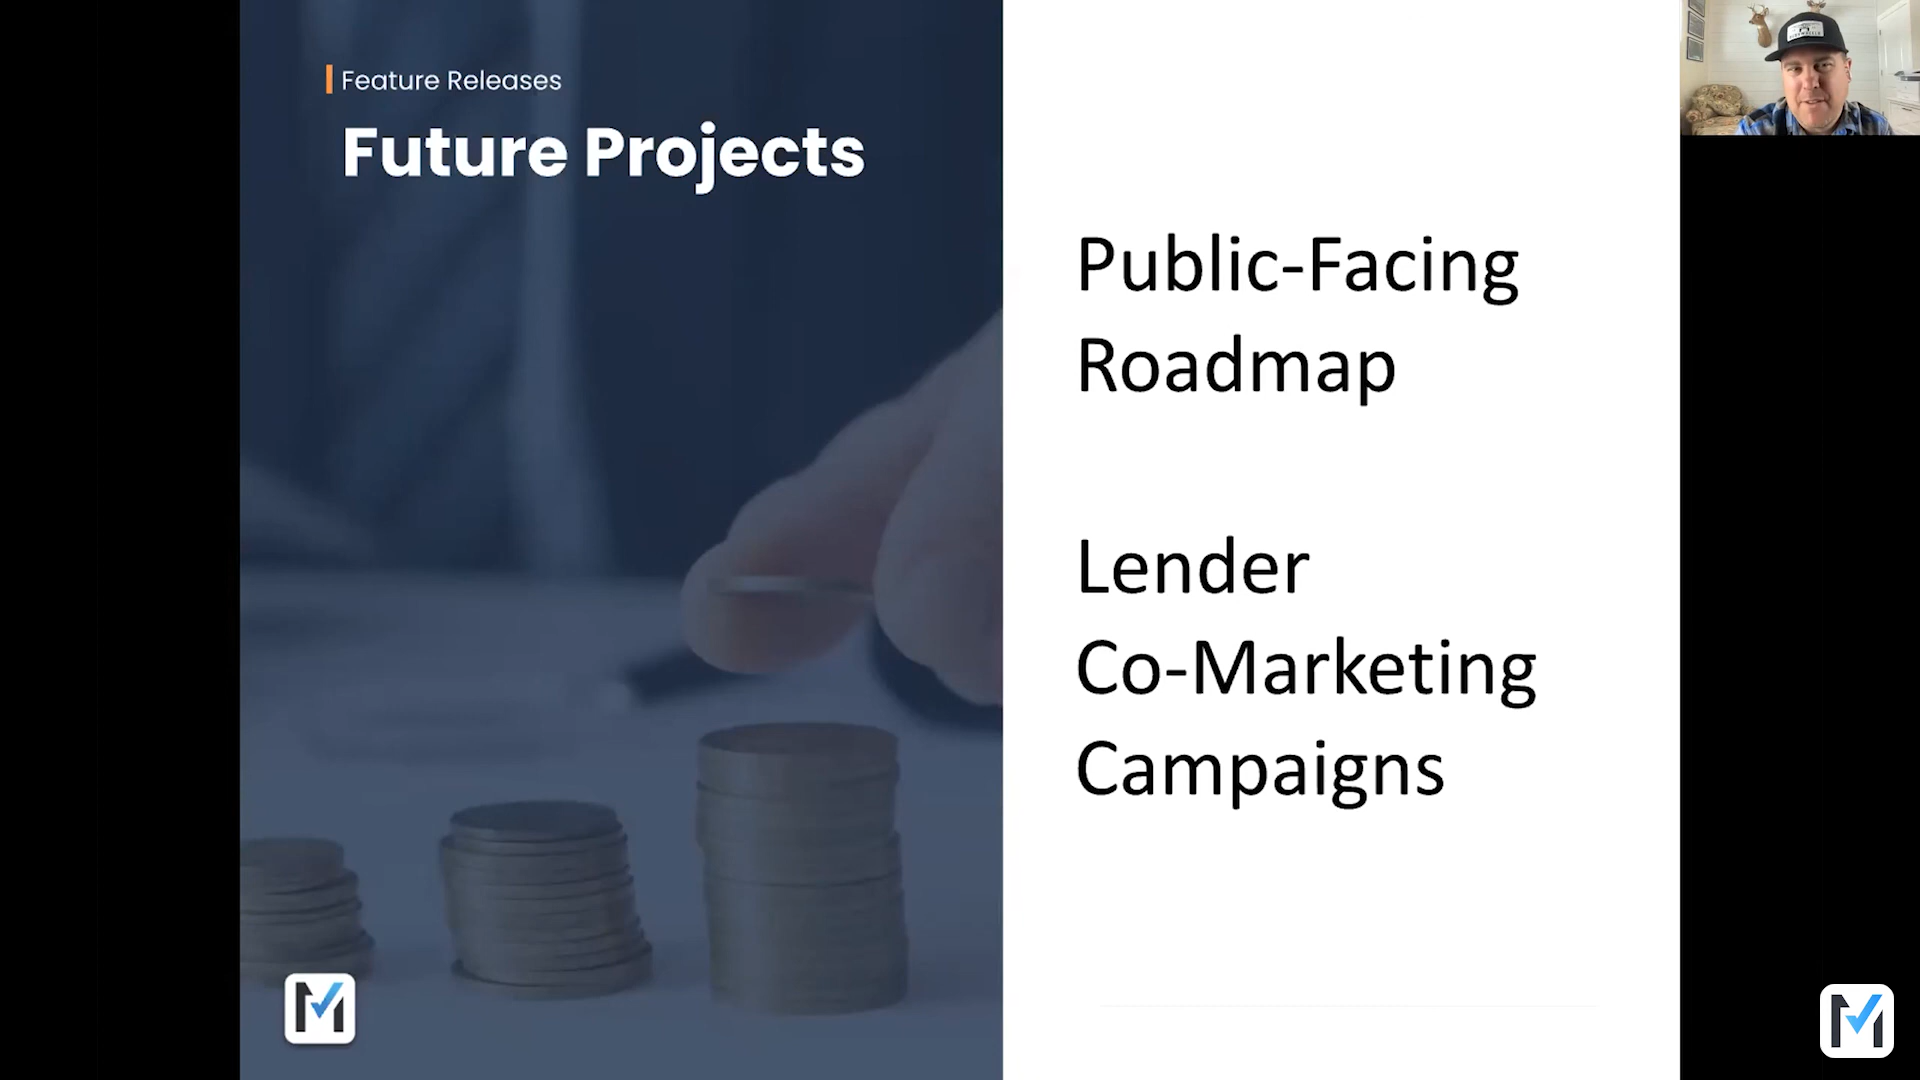 Feature Releases
Future Projects
Public-Facing
Roadmap
Lender
Co-Marketing
Campaigns